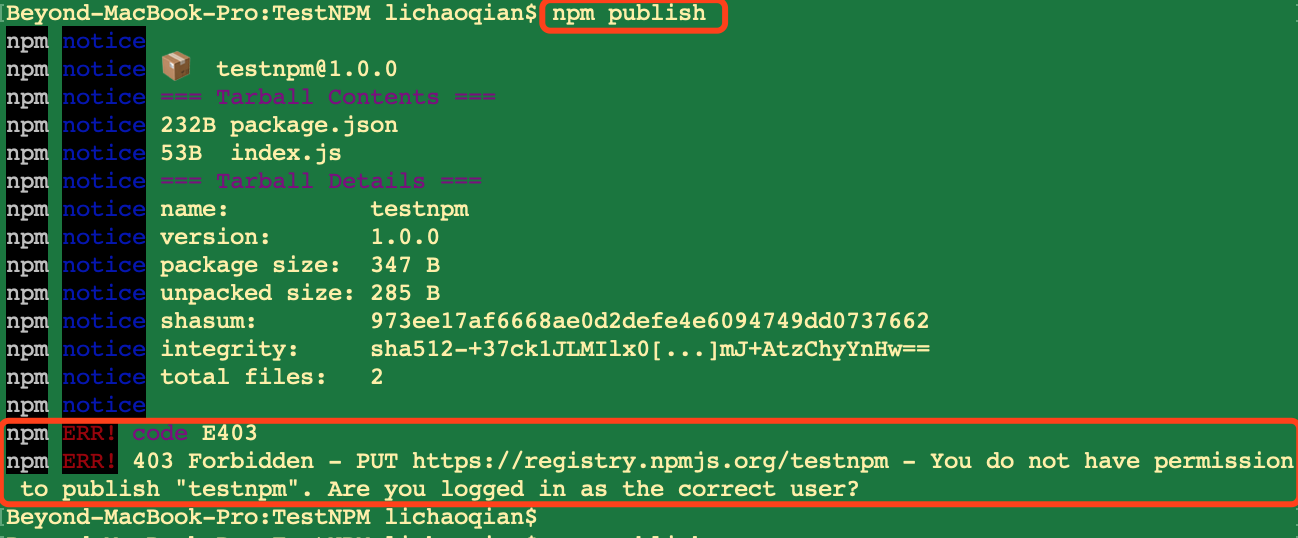 [Beyond-MacBook-Pro:TestNPM lichaoqian$ npm publish
npm notice
npm notice 📦 testnpm@1.0.0
npm notice === Tarball Contents ===
npm notice 232B package.json
npm notice 53B index.js
npm notice === Tarball Details ===
npm notice name: testnpm
npm notice version: 1.0.0
npm notice package size: 347 B
npm notice unpacked size: 285 B
npm notice shasum: 973ee17af6668ae0d2defe4e6094749dd0737662
npm notice integrity: sha512-+37ck1JLMIlx0[...]mJ+AtzChyYnHw==
npm notice total files: 2
npm notice
npm ERR! code E403
npm ERR! 403 Forbidden - PUT https://registry.npmjs.org/testnpm - You do not have permission
to publish "testnpm". Are you logged in as the correct user?
[Beyond-MacBook-Pro:TestNPM lichaoqian$